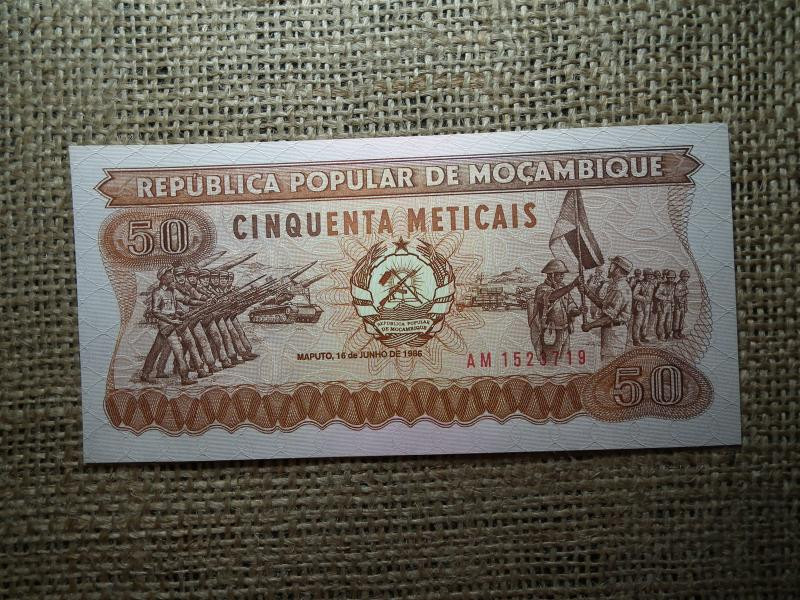 REPÚBLICA POPULAR DE MOÇAMBIQUE
50
CINQUENTA METICAIS
REPÚBLICA POPULAR
DE MOÇAMBIQUE
MAPUTO, 16 de JUNHO DE 1986
AM 1523719
50